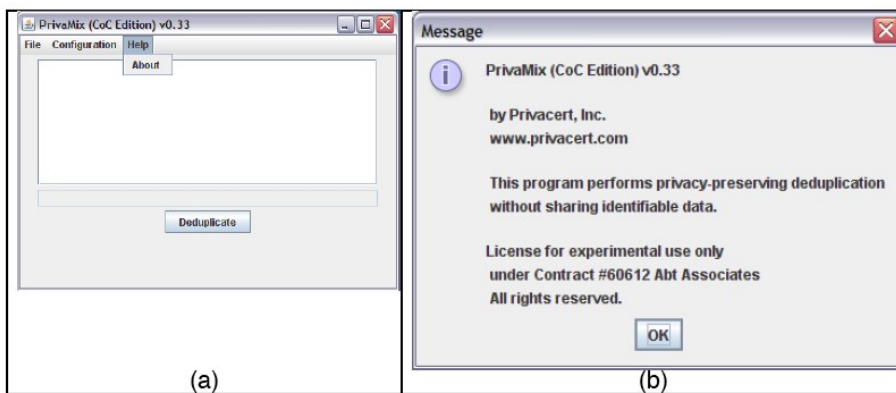 PrivaMix (CoC Edition) v0.33
File Configuration Help
About
Deduplicate
(a)
Message
PrivaMix (CoC Edition) v0.33
by Privacert, Inc.
www.privacert.com
This program performs privacy-preserving deduplication
without sharing identifiable data.
License for experimental use only
under Contract #60612 Abt Associates
All rights reserved.
OK
(b)